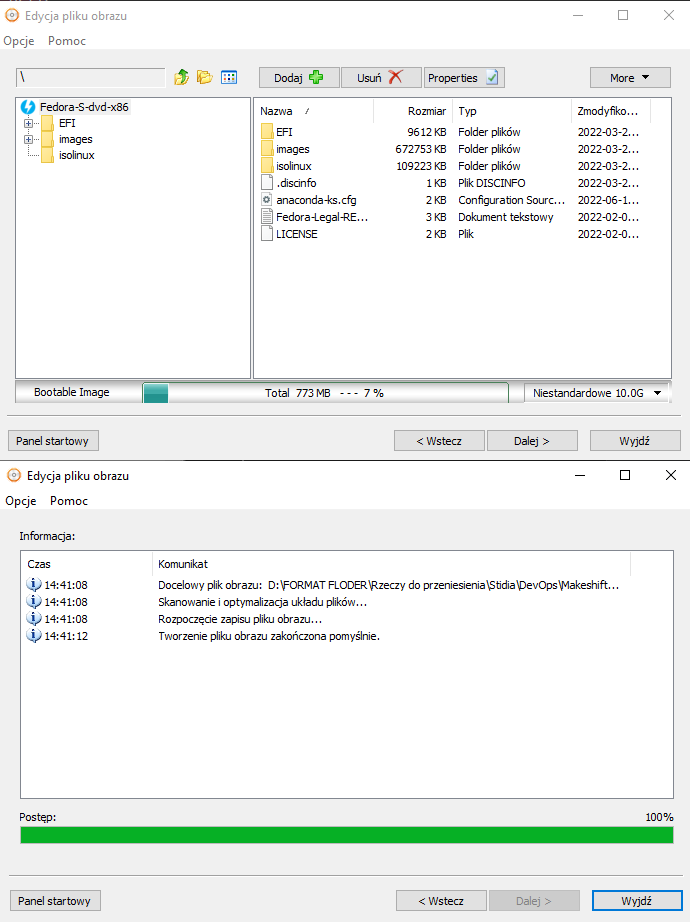 Edycja pliku obrazu
Opcje Pomoc
\ Dodaj Usuń Properties More
Fedora-S-dvd-x86
EFI
images
isolinux
Nazwa / Rozmiar Typ Zmodyfiko...
EFI 9612 KB Folder plików 2022-03-2...
images 672753 KB Folder plików 2022-03-2...
isolinux 109223 KB Folder plików 2022-03-2...
.discinfo 1 KB Plik DISCINFO 2022-03-2...
anaconda-ks.cfg 2 KB Configuration Sourc... 2022-06-1...
Fedora-Legal-RE... 3 KB Dokument tekstowy 2022-02-0...
LICENSE 2 KB Plik 2022-02-0...
Bootable Image Total 773 MB --- 7 % Niestandardowe 10.0G
Panel startowy < Wstecz Dalej > Wyjdź
Edycja pliku obrazu
Opcje Pomoc
Informacja:
Czas Komunikat
14:41:08 Docelowy plik obrazu: D:\FORMAT FLODER\Rzeczy do przeniesienia\Stidia\DevOps\Makeshift...
14:41:08 Skanowanie i optymalizacja układu plików...
14:41:08 Rozpoczęcie zapisu pliku obrazu...
14:41:12 Tworzenie pliku obrazu zakończona pomyślnie.
Postęp: 100%
Panel startowy < Wstecz Dalej > Wyjdź